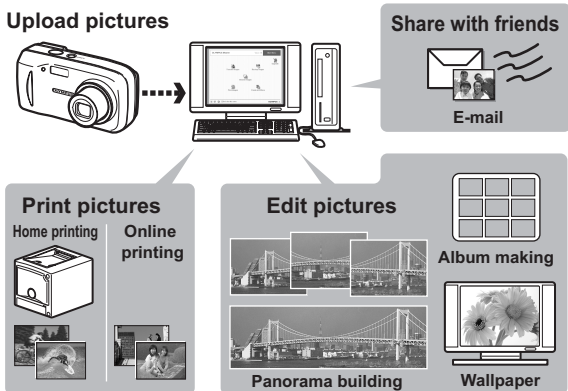 Upload pictures
Share with friends
E-mail
Print pictures
Home printing
Online
printing
Edit pictures
Album making
Panorama building
Wallpaper